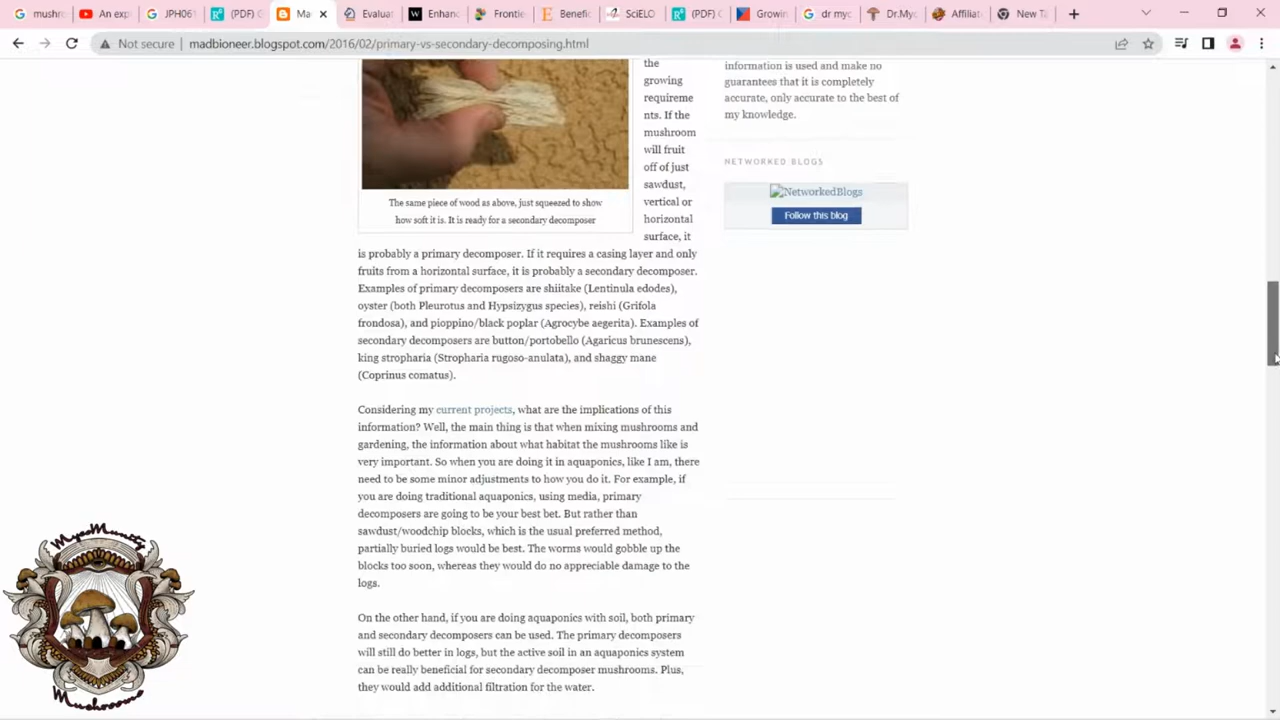 mushro
An exp
JPH06
(PDF) C
Ma
Evaluat
Enhanc
Frontie
Benefic
SciELO
(PDF) C
Growin
dr myc
Dr.Myc
Affiliat
New Ta
Not secure
madbioneer.blogspot.com/2016/02/primary-vs-secondary-decomposing.html
The same piece of wood as above, just squeezed to show
how soft it is. It is ready for a secondary decomposer
the
growing
requireme
nts. If the
mushroom
will fruit
off of just
sawdust,
vertical or
horizontal
surface, it
is probably a primary decomposer. If it requires a casing layer and only
fruits from a horizontal surface, it is probably a secondary decomposer.
Examples of primary decomposers are shiitake (Lentinula edodes),
oyster (both Pleurotus and Hypsizygus species), reishi (Grifola
frondosa), and pioppino/black poplar (Agrocybe aegerita). Examples of
secondary decomposers are button/portobello (Agaricus brunescens),
king stropharia (Stropharia rugoso-anulata), and shaggy mane
(Coprinus comatus).
Considering my current projects, what are the implications of this
information? Well, the main thing is that when mixing mushrooms and
gardening, the information about what habitat the mushrooms like is
very important. So when you are doing it in aquaponics, like I am, there
need to be some minor adjustments to how you do it. For example, if
you are doing traditional aquaponics, using media, primary
decomposers are going to be your best bet. But rather than
sawdust/woodchip blocks, which is the usual preferred method,
partially buried logs would be best. The worms would gobble up the
blocks too soon, whereas they would do no appreciable damage to the
logs.
On the other hand, if you are doing aquaponics with soil, both primary
and secondary decomposers can be used. The primary decomposers
will still do better in logs, but the active soil in an aquaponics system
can be really beneficial for secondary decomposer mushrooms. Plus,
they would add additional filtration for the water.
information is used and make no
guarantees that it is completely
accurate, only accurate to the best of
my knowledge.
NETWORKED BLOGS
NetworkedBlogs
Follow this blog
MycoMunity
Mushrooms